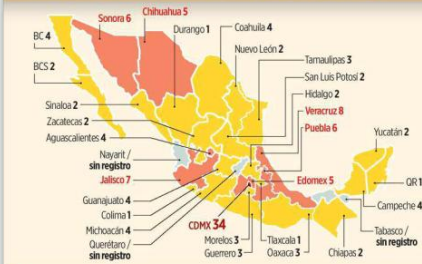 Chihuahua 5
Sonora 6
Durango 1
Coahuila 4
BC 4
Nuevo León 2
Tamaulipas 3
BCS 2
San Luis Potosí 2
Hidalgo 2
Sinaloa 2
Veracruz 8
Zacatecas 2
Puebla 6
Aguascalientes 4
Yucatán 2
Nayarit /
sin registro
Jalisco 7
Edomex 5
QR 1
Guanajuato 4
Campeche 4
Colima 1
CDMX 34
Michoacán 4
Tabasco /
sin registro
Querétaro /
sin registro
Morelos 3
Tlaxcala 1
Guerrero 3
Oaxaca 3
Chiapas 2